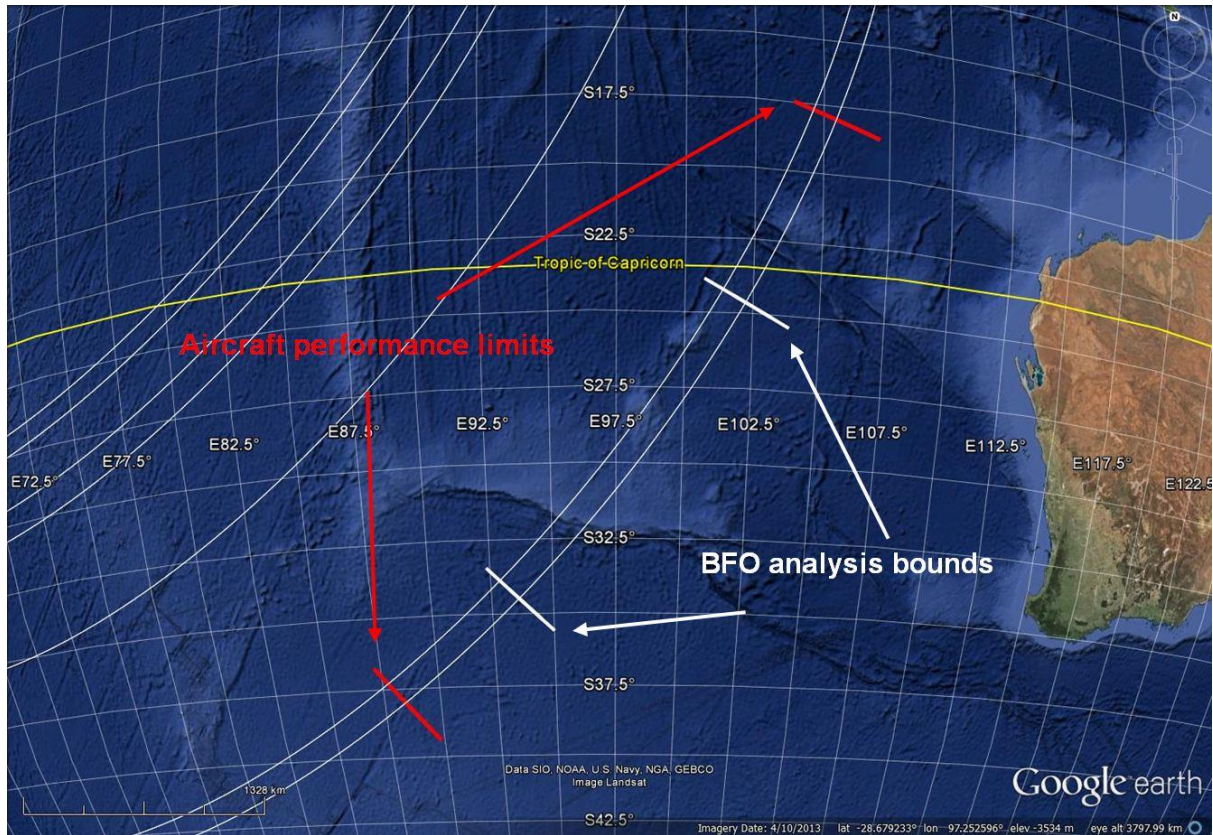 N
S17.5°
S22.5°
Tropic of Capricorn
Aircraft performance limits
S27.5°
E72.5°
E77.5°
E82.5°
E87.5°
E92.5°
E97.5°
E102.5°
E107.5°
E112.5°
E117.5°
E122.5
S32.5°
BFO analysis bounds
S37.5°
Data SIO, NOAA, U.S. Navy, NGA, GEBCO
Image Landsat
1328 km
Google earth
S42.5°
Imagery Date: 4/10/2013 lat -28.679233° lon 97.252596° elev -3534 m eye alt 3797.99 km